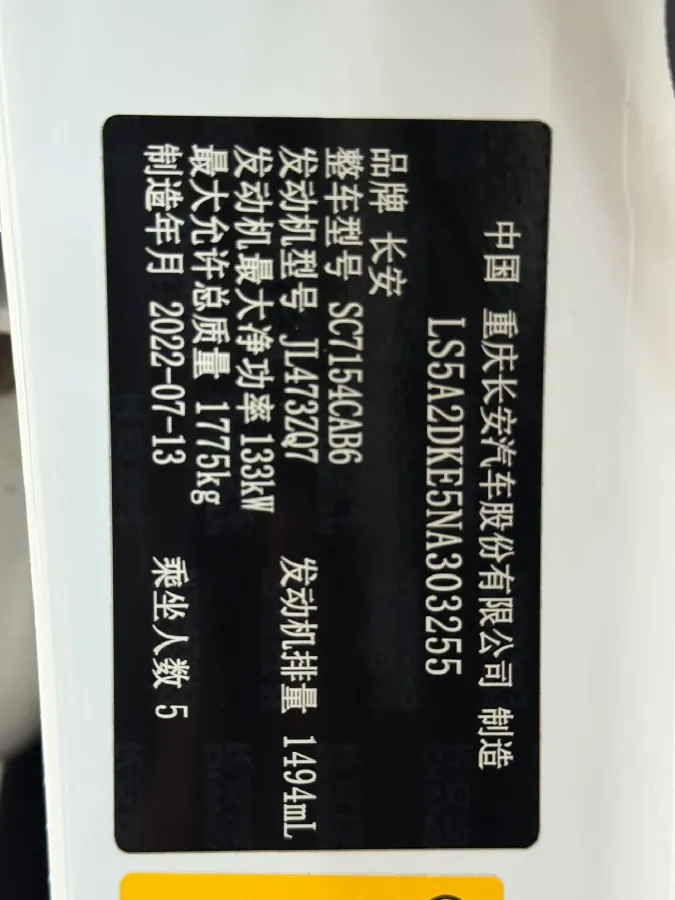 中国 重庆长安汽车股份有限公司 制造
LS5A2DKE5NA303255
品牌 长安
整车型号 SC7154CAB6
发动机型号 JL473ZQ7 发动机排量 1494mL
发动机最大净功率 133kW
最大允许总质量 1775kg
制造年月 2022-07-13 乘坐人数 5